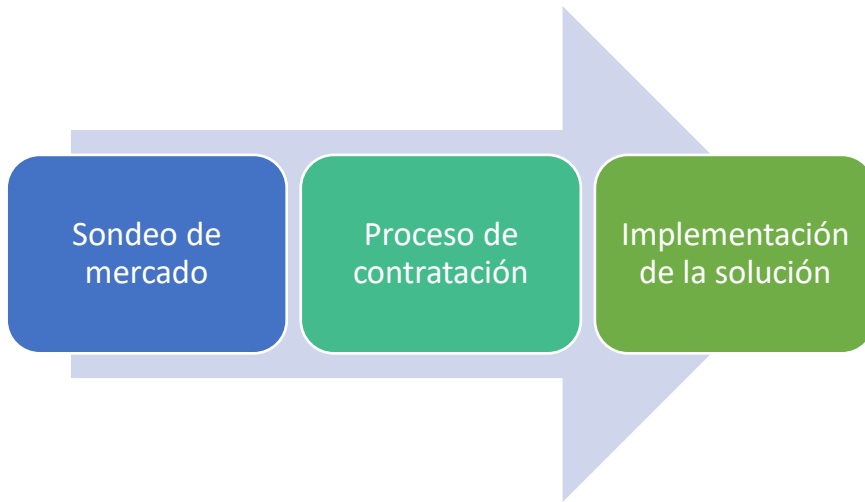 Sondeo de
mercado
Proceso de
contratación
Implementación
de la solución